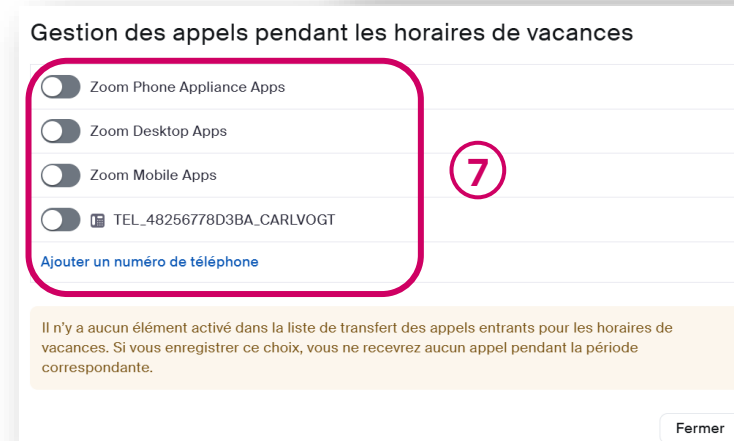 Gestion des appels pendant les horaires de vacances
Zoom Phone Appliance Apps
Zoom Desktop Apps
7
Zoom Mobile Apps
TEL_48256778D3BA_CARLVOGT
Ajouter un numéro de téléphone
Il n'y a aucun élément activé dans la liste de transfert des appels entrants pour les horaires de
vacances. Si vous enregistrer ce choix, vous ne recevrez aucun appel pendant la période
correspondante.
Fermer